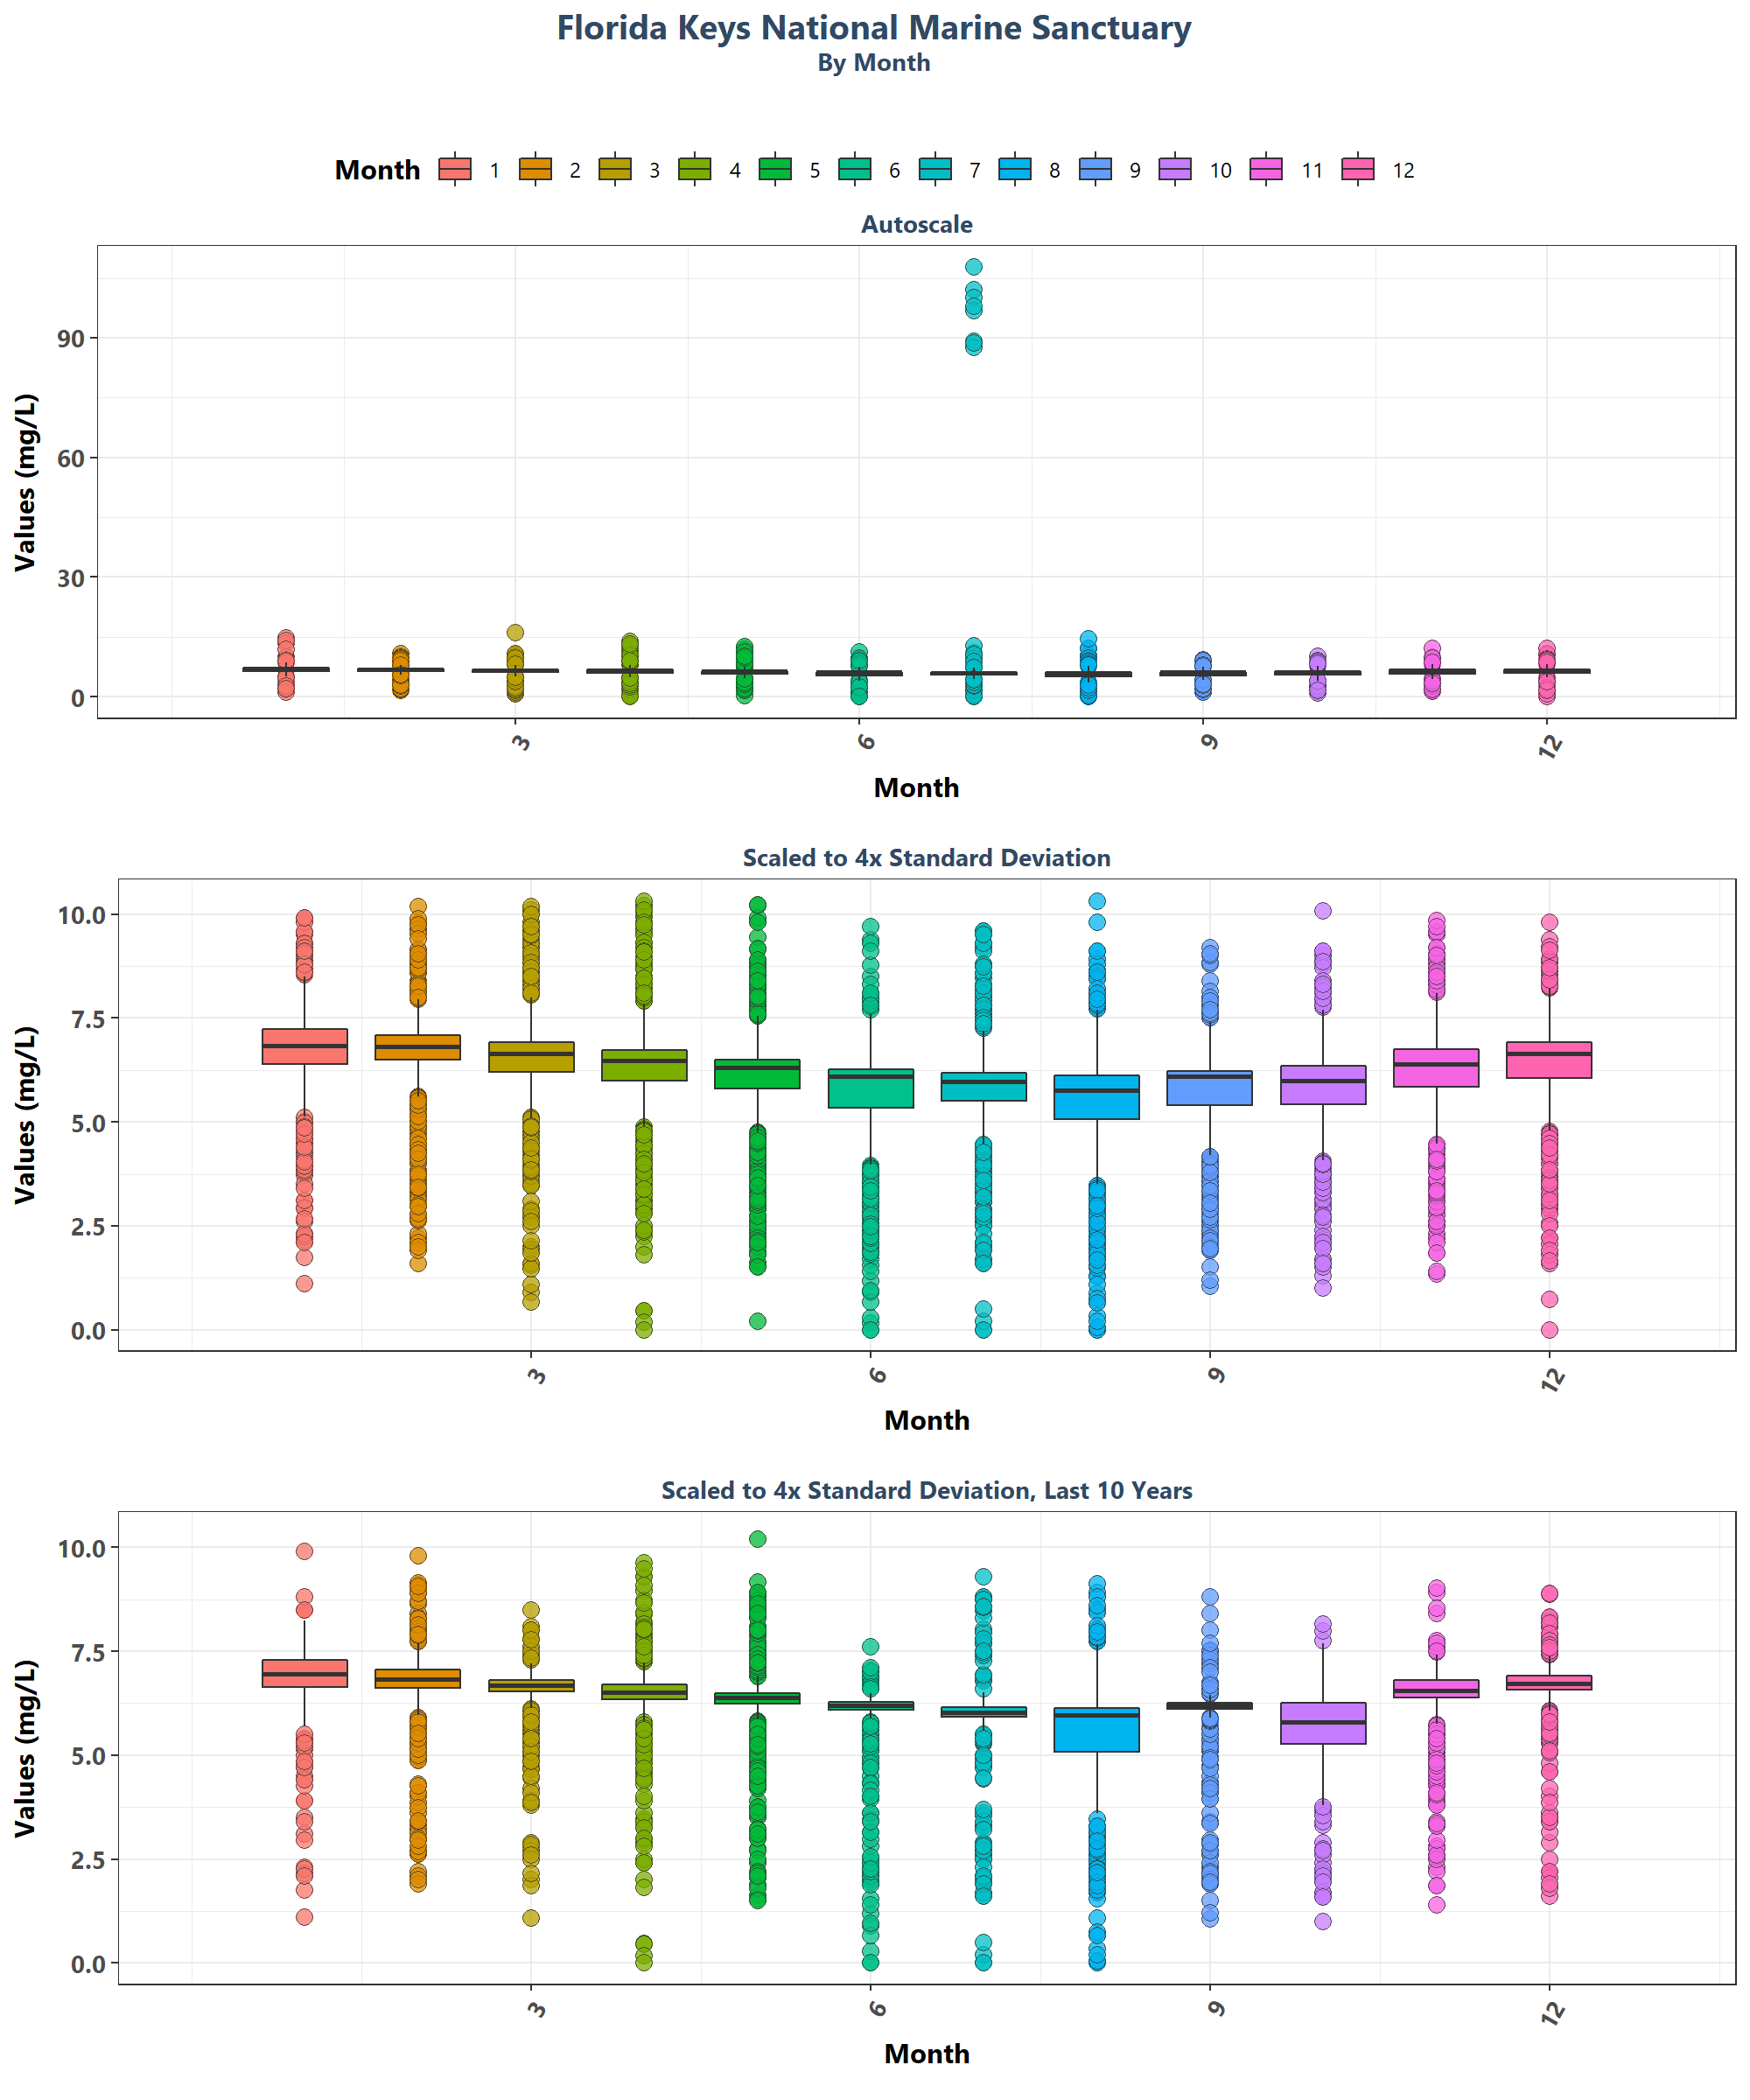 Florida Keys National Marine Sanctuary
By Month
Month 1 2 3 4 5 6 7 8 9 10 11 12
Autoscale
Values (mg/L)
90
60
30
0
3 6 9 12
Month
Scaled to 4x Standard Deviation
Values (mg/L)
10.0
7.5
5.0
2.5
0.0
3 6 9 12
Month
Scaled to 4x Standard Deviation, Last 10 Years
Values (mg/L)
10.0
7.5
5.0
2.5
0.0
3 6 9 12
Month